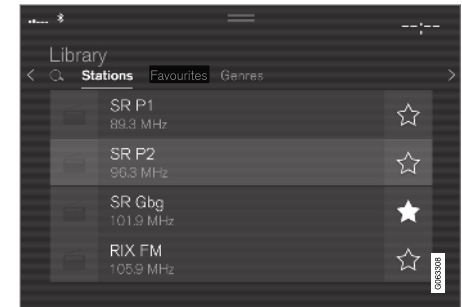 --:--
Library
Stations Favourites Genres
SR P1
89.3 MHz
SR P2
96.3 MHz
SR Gbg
101.9 MHz
RIX FM
105.9 MHz
G063308